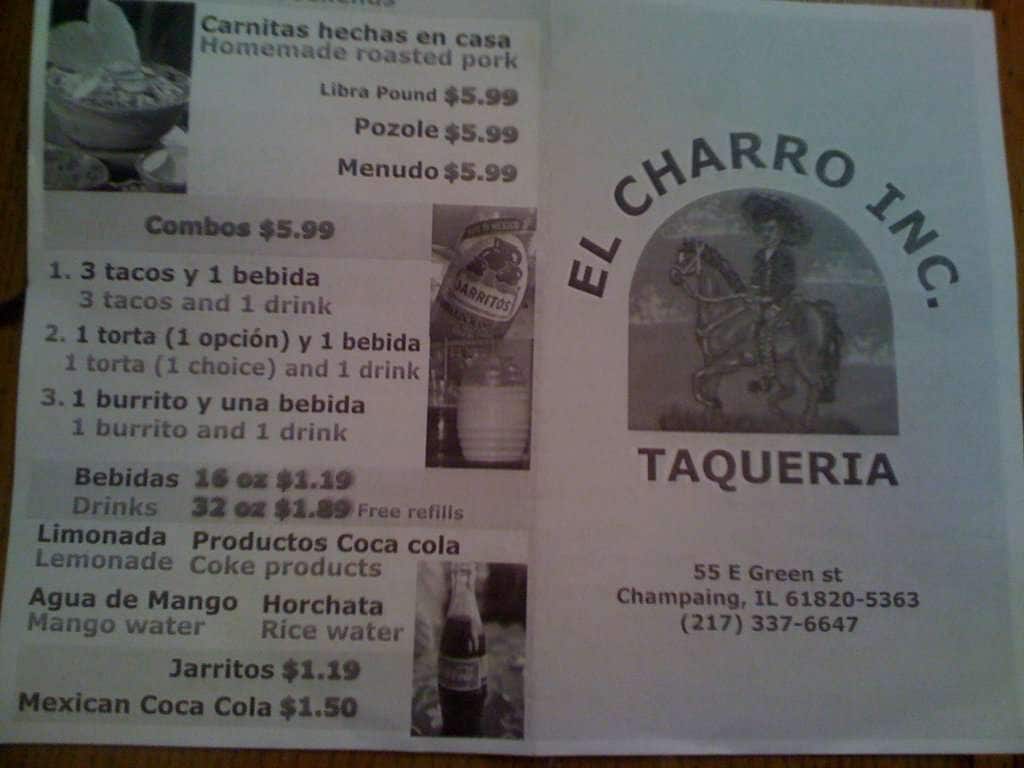 Carnitas hechas en casa
Homemade roasted pork
Libra Pound $5.99
Pozole $5.99
Menudo $5.99
Combos $5.99
1. 3 tacos y 1 bebida
3 tacos and 1 drink
2. 1 torta (1 opción) y 1 bebida
1 torta (1 choice) and 1 drink
3. 1 burrito y una bebida
1 burrito and 1 drink
JARRITOS
Bebidas 16 oz $1.19
Drinks 32 oz $1.89 Free refills
Limonada Productos Coca cola
Lemonade Coke products
Agua de Mango Horchata
Mango water Rice water
Jarritos $1.19
Mexican Coca Cola $1.50
EL CHARRO INC.
TAQUERIA
55 E Green st
Champaing, IL 61820-5363
(217) 337-6647